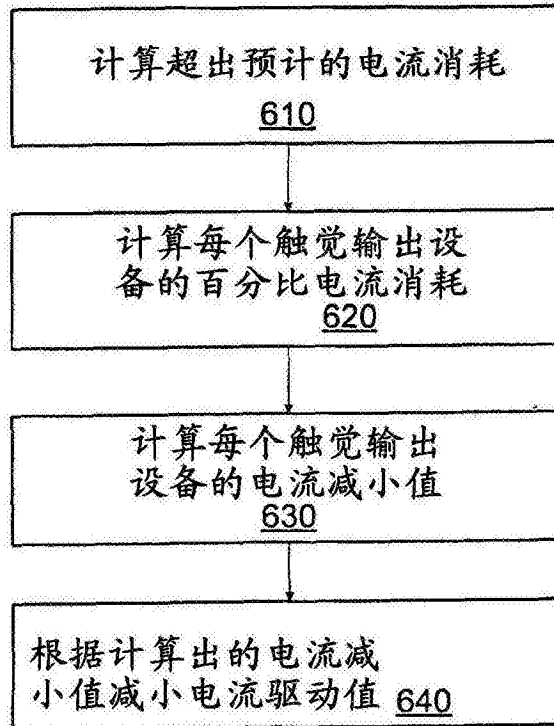 计算超出预计的电流消耗
610
计算每个触觉输出设
备的百分比电流消耗
620
计算每个触觉输出
设备的电流减小值
630
根据计算出的电流减
小值减小电流驱动值 640